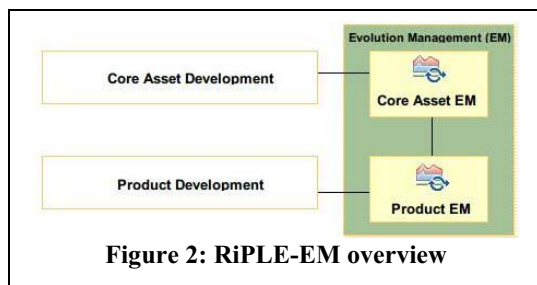 Evolution Management (EM)
Core Asset Development
Core Asset EM
Product Development
Product EM
Figure 2: RiPLE-EM overview